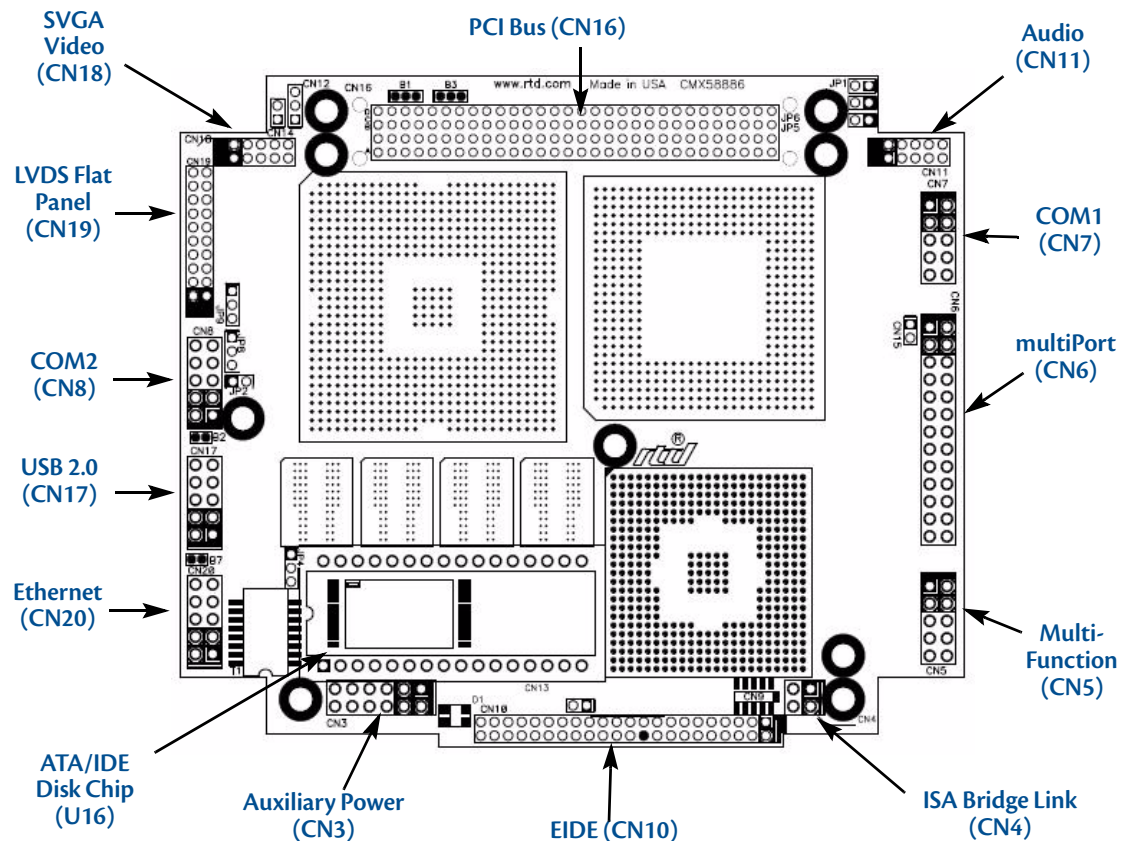 SVGA
Video
(CN18)
PCI Bus (CN16)
Audio
(CN11)
CN12
CN16
B1
B3
www.rtd.com Made in USA CMX58886
JP1
JP6
JP5
CN14
CN19
CN11
CN7
LVDS Flat
Panel
(CN19)
COM1
(CN7)
JP9
CN6
CN8
JP8
CN15
COM2
(CN8)
multiPort
(CN6)
JP2
B2
rtd®
CN17
USB 2.0
(CN17)
JP4
B7
CN20
Ethernet
(CN20)
Multi-
Function
(CN5)
T1
CN5
CN13
CN9
D1
CN10
CN3
CN4
ATA/IDE
Disk Chip
(U16)
Auxiliary Power
(CN3)
EIDE (CN10)
ISA Bridge Link
(CN4)